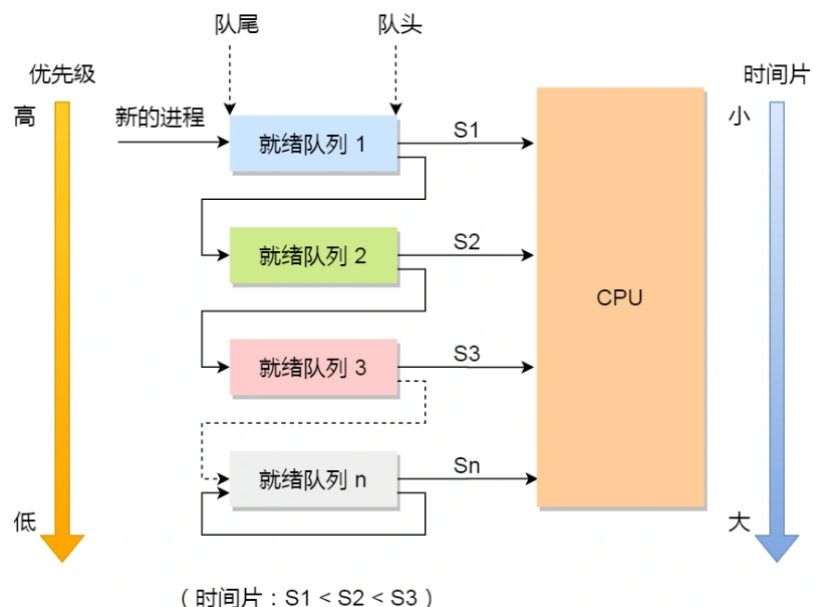 队尾
队头
优先级
时间片
高
新的进程
就绪队列 1
S1
小
就绪队列 2
S2
CPU
就绪队列 3
S3
就绪队列 n
Sn
低
大
（时间片：S1 < S2 < S3 ）